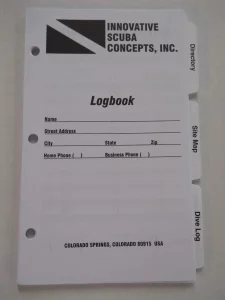 INNOVATIVE
SCUBA
CONCEPTS, INC.
Logbook
Name
Street Address
City State Zip
Home Phone ( ) Business Phone ( )
COLORADO SPRINGS, COLORADO 80915 USA
Directory
Site Map
Dive Log